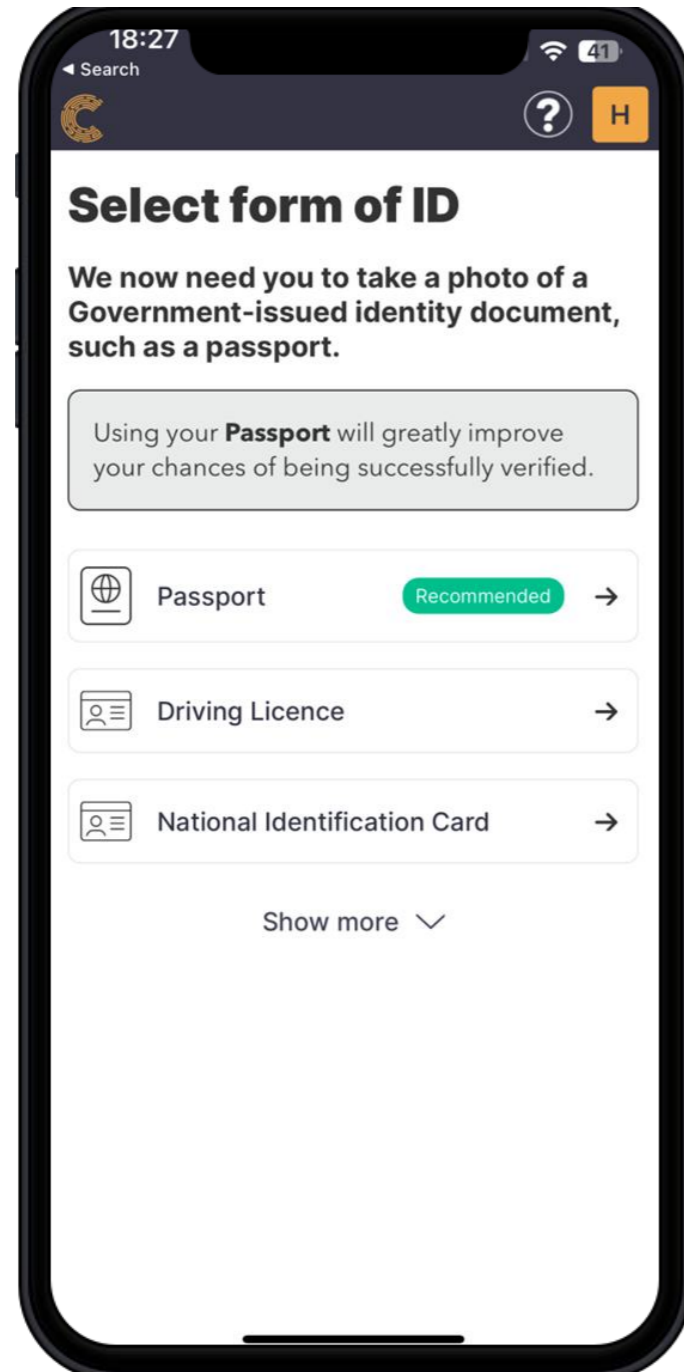 18:27
41
◄ Search
C
?
H
Select form of ID
We now need you to take a photo of a
Government-issued identity document,
such as a passport.
Using your Passport will greatly improve
your chances of being successfully verified.
Passport
Recommended
Driving Licence
National Identification Card
Show more